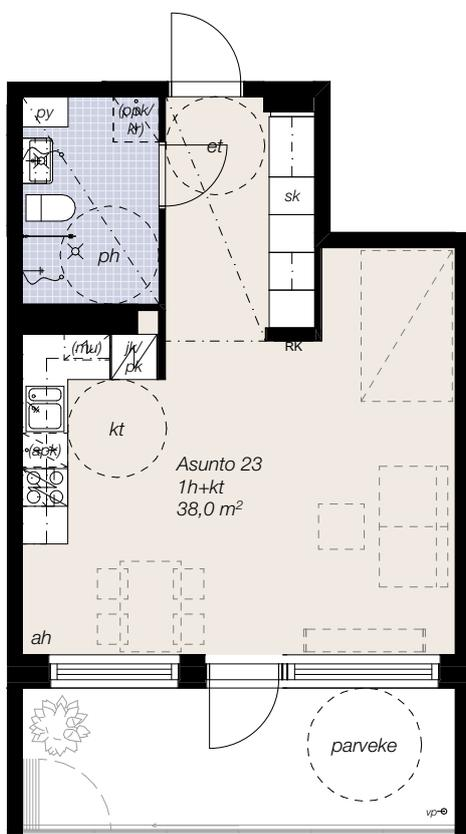 py
(ppk/
kr)
et
sk
ph
RK
(mu)
jk/
pk
kt
(apk)
Asunto 23
1h+kt
38,0 m²
ah
parveke
vp